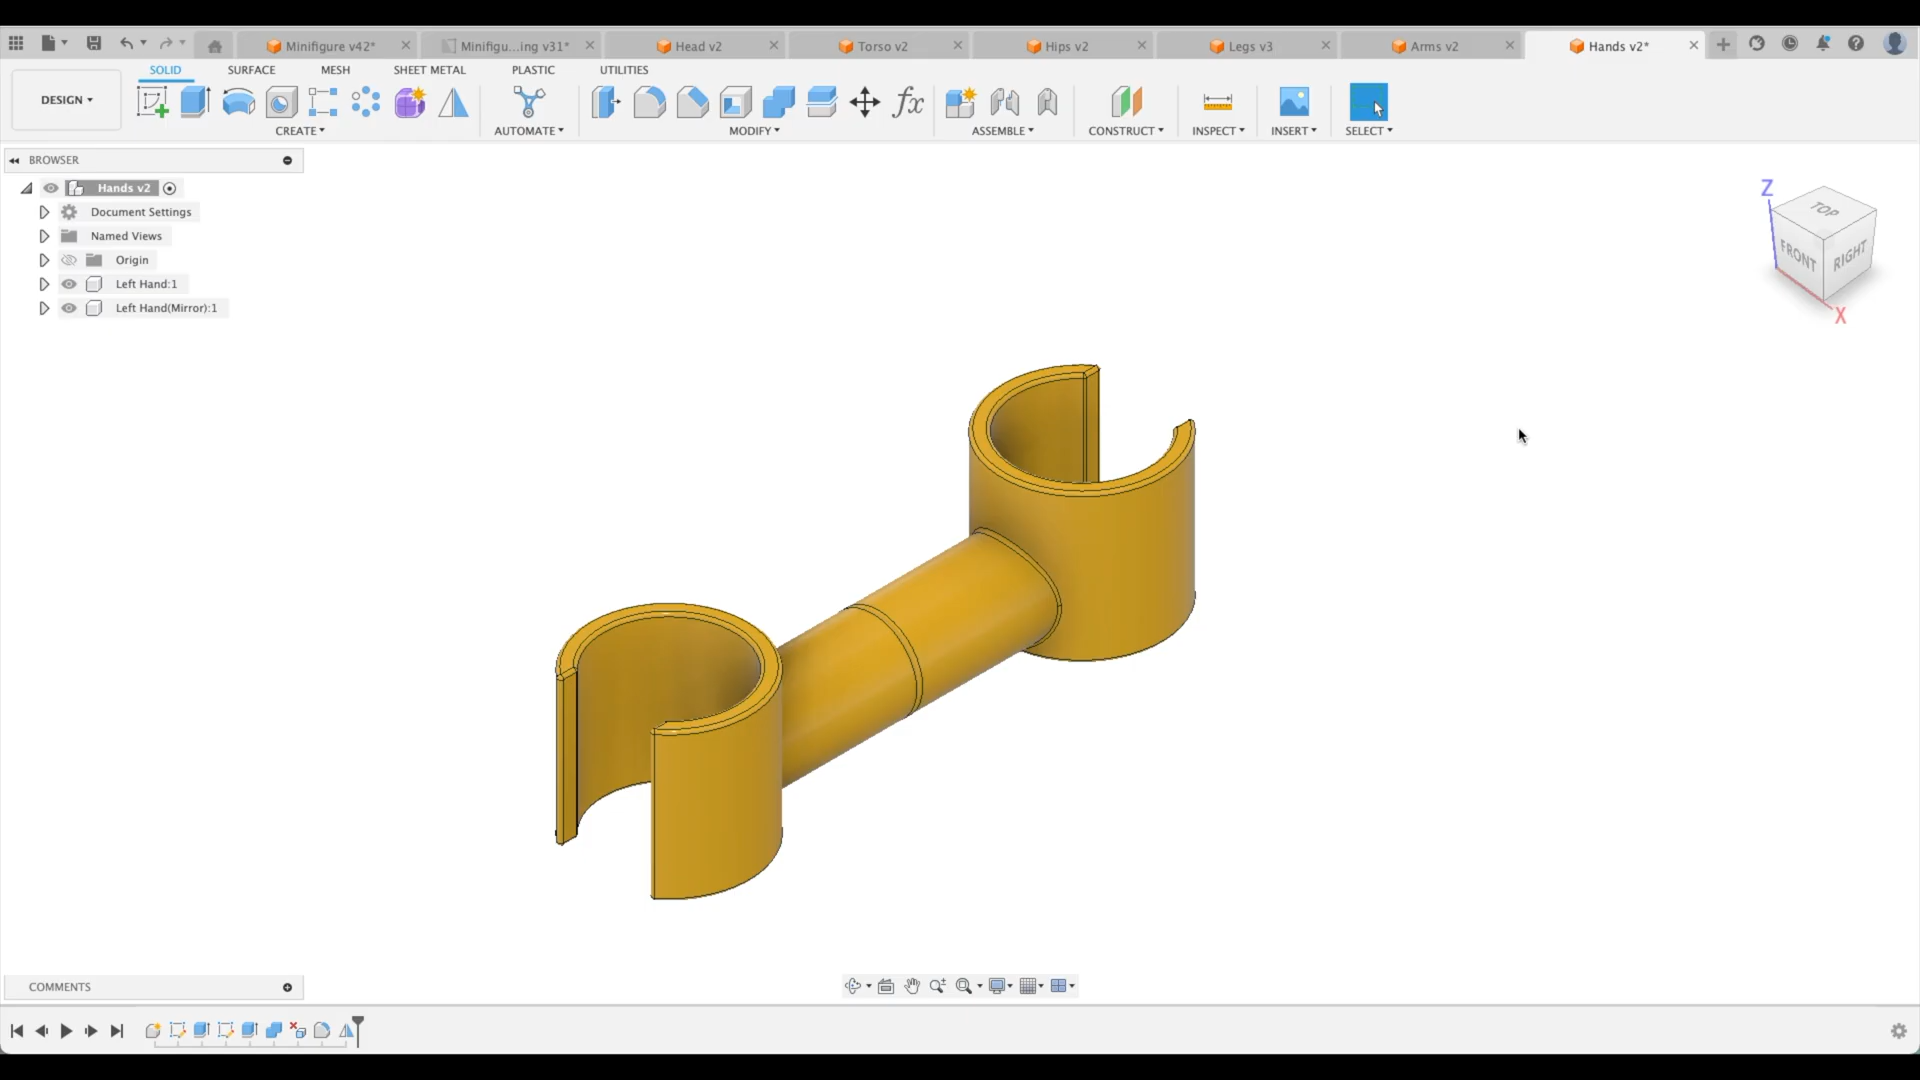 Minifigure v42*
Minifigu...ing v31*
Head v2
Torso v2
Hips v2
Legs v3
Arms v2
Hands v2*
SOLID
SURFACE
MESH
SHEET METAL
PLASTIC
UTILITIES
DESIGN
fx
CREATE
AUTOMATE
MODIFY
ASSEMBLE
CONSTRUCT
INSPECT
INSERT
SELECT
BROWSER
Hands v2
Document Settings
Named Views
Origin
Left Hand:1
Left Hand(Mirror):1
Z
TOP
FRONT
RIGHT
X
COMMENTS